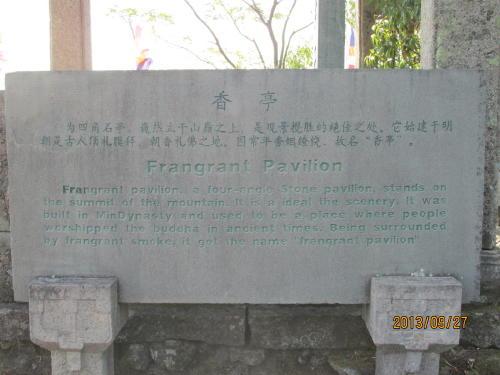 香亭
为四角石亭。巍然立于山巅之上，是观景揽胜的绝佳之处。它始建于明
朝是古人顶礼膜拜，朝香礼佛之地。因常年香烟缭绕，故名“香亭”。
Frangrant Pavilion
Frangrant pavilion, a four-angle Stone pavilion, stands on
the summit of the mountain. It is a ideal the scenery. It was
built in MinDynasty and used to be a place where people
worshipped the buddha in ancient times. Being surrounded
by frangrant smoke, it got the name "frangrant pavilion"
2013/09/27